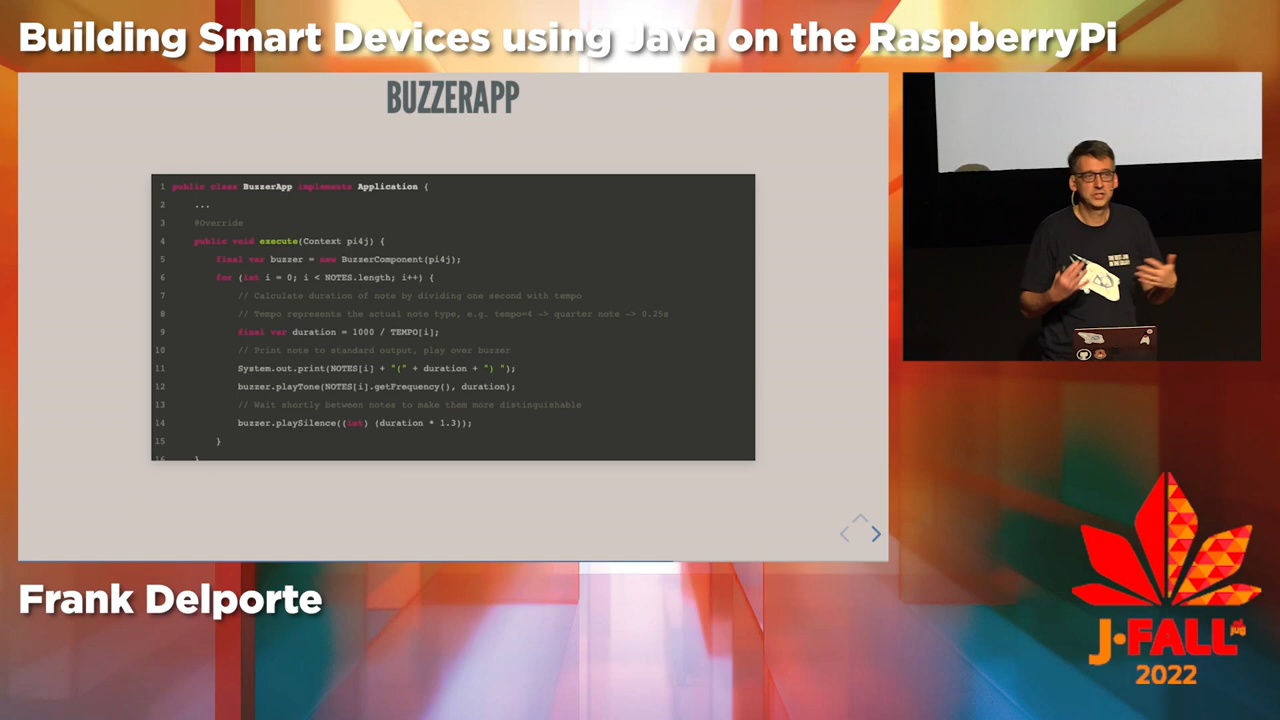 Building Smart Devices using Java on the RaspberryPi
BUZZERAPP
1 public class BuzzerApp implements Application {
2 ...
3 #Override
4 public void execute(Context pi4j) {
5 final var buzzer = new BuzzerComponent(pi4j);
6 for (int i = 0; i < NOTES.length; i++) {
7 // Calculate duration of note by dividing one second with tempo
8 // Tempo represents the actual note type, e.g. tempo=4 -> quarter note -> 0.25s
9 final var duration = 1000 / TEMPO[i];
10 // Print note to standard output, play over buzzer
11 System.out.print(NOTES[i] + "(" + duration + ") ");
12 buzzer.playTone(NOTES[i].getFrequency(), duration);
13 // Wait shortly between notes to make them more distinguishable
14 buzzer.playSilence((int) (duration * 1.3));
15 }
16 }
Frank Delporte
J-FALL
2022